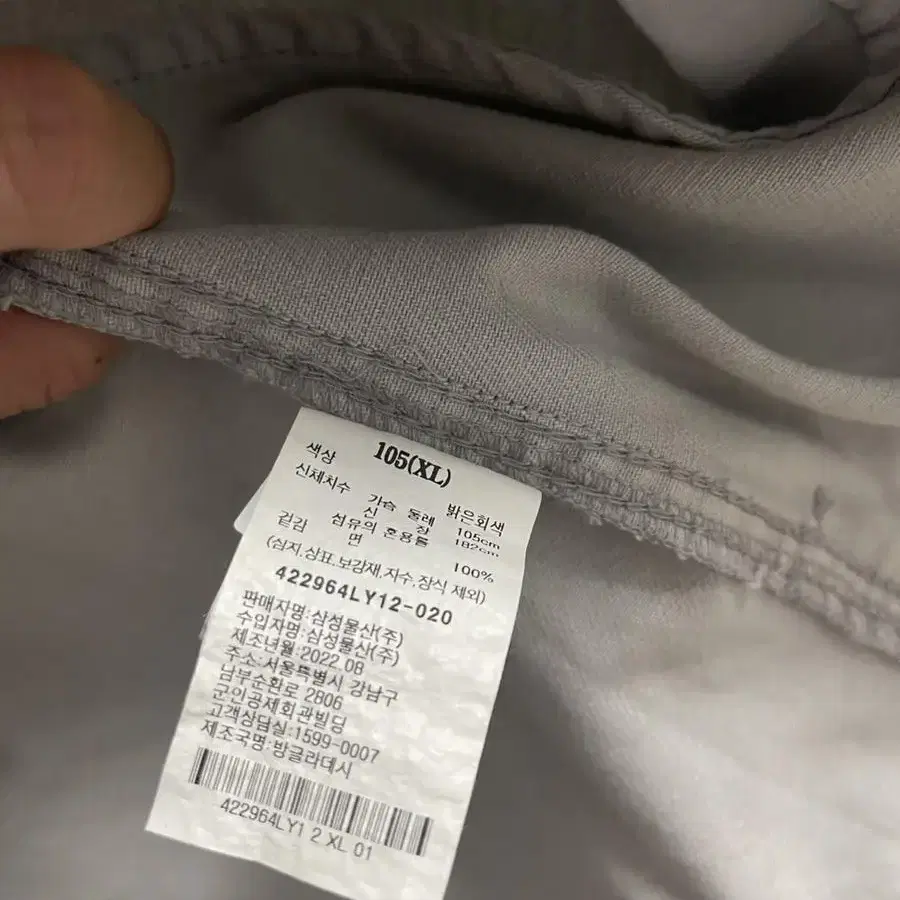 105(XL)
색상 밝은회색
신체치수 가슴 둘레 105cm
신 장 182cm
겉감 섬유의 혼용률
면 100%
(심지,상표,보강재,자수,장식 제외)
422964LY12-020
판매자명:삼성물산(주)
수입자명:삼성물산(주)
제조년월:2022.08
주소:서울특별시 강남구
남부순환로 2806
군인공제회관빌딩
고객상담실:1599-0007
제조국명:방글라데시
422964LY1 2 XL 01